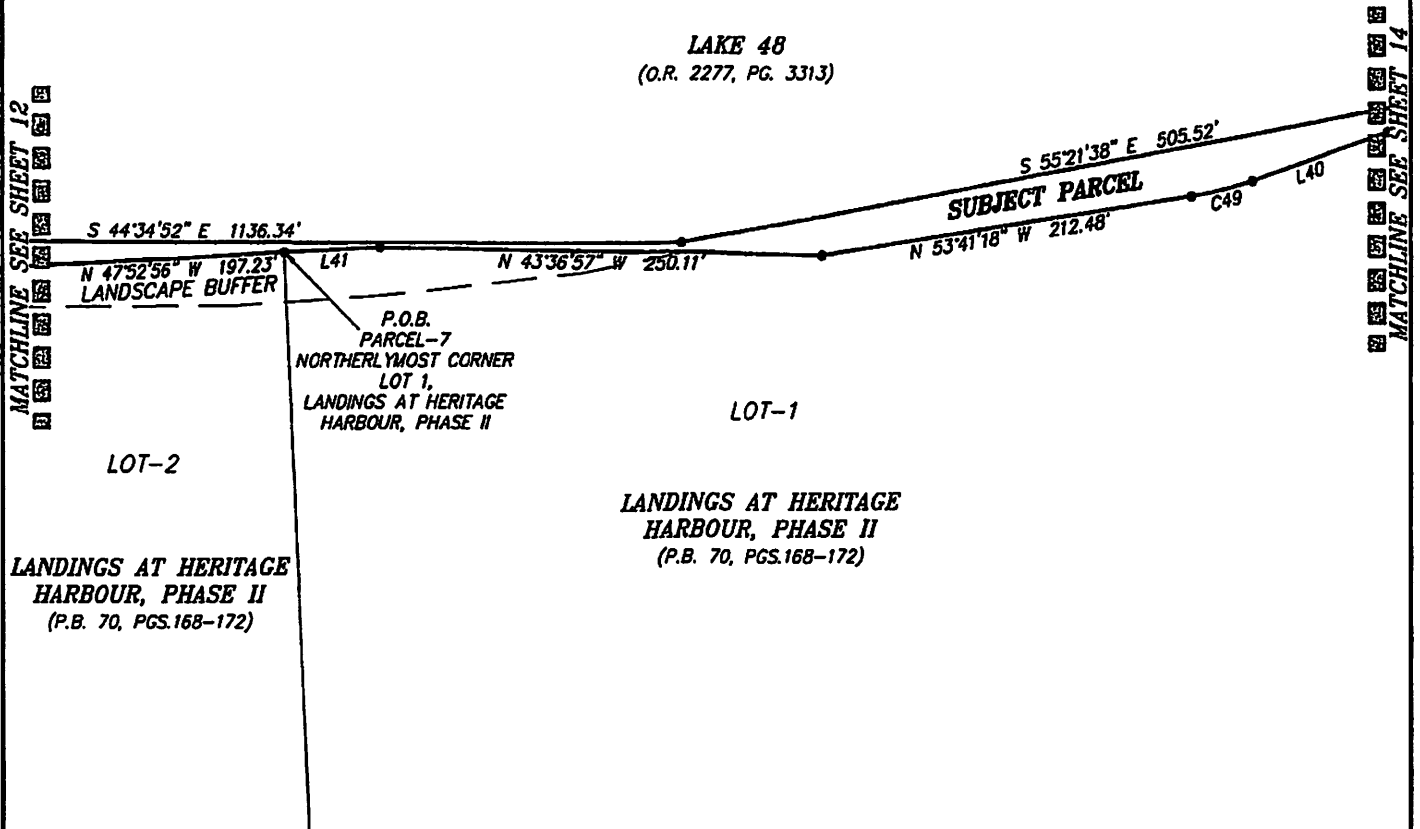 LAKE 48
(O.R. 2277, PG. 3313)
MATCHLINE SEE SHEET 12
MATCHLINE SEE SHEET 14
S 55°21'38" E 505.52'
SUBJECT PARCEL
L40
C49
N 53°41'18" W 212.48'
S 44°34'52" E 1136.34'
N 47°52'56" W 197.23'
L41
N 43°36'57" W 250.11'
LANDSCAPE BUFFER
P.O.B.
PARCEL-7
NORTHERLYMOST CORNER
LOT 1,
LANDINGS AT HERITAGE
HARBOUR, PHASE II
LOT-1
LOT-2
LANDINGS AT HERITAGE
HARBOUR, PHASE II
(P.B. 70, PGS.168-172)
LANDINGS AT HERITAGE
HARBOUR, PHASE II
(P.B. 70, PGS.168-172)